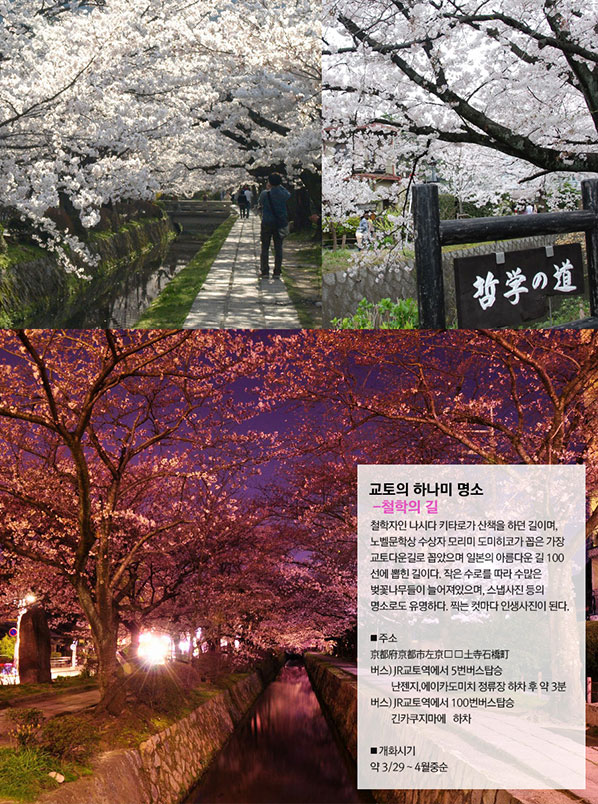 哲学の道
교토의 하나미 명소
-철학의 길
철학자인 나시다 키타로가 산책을 하던 길이며,
노벨문학상 수상자 모리미 도미히코가 꼽은 가장
교토다운길로 꼽았으며 일본의 아름다운 길 100
선에 뽑힌 길이다. 작은 수로를 따라 수많은
벚꽃나무들이 늘어져있으며, 스냅사진 등의
명소로도 유명하다. 찍는 것마다 인생사진이 된다.
■주소
京都府京都市左京□ □土寺石橋町
버스) JR교토역에서 5번버스탑승
난젠지,에이카도미치 정류장 하차 후 약 3분
버스) JR교토역에서 100번버스탑승
긴카쿠지마에 하차
■개화시기
약 3/29 ~ 4월중순